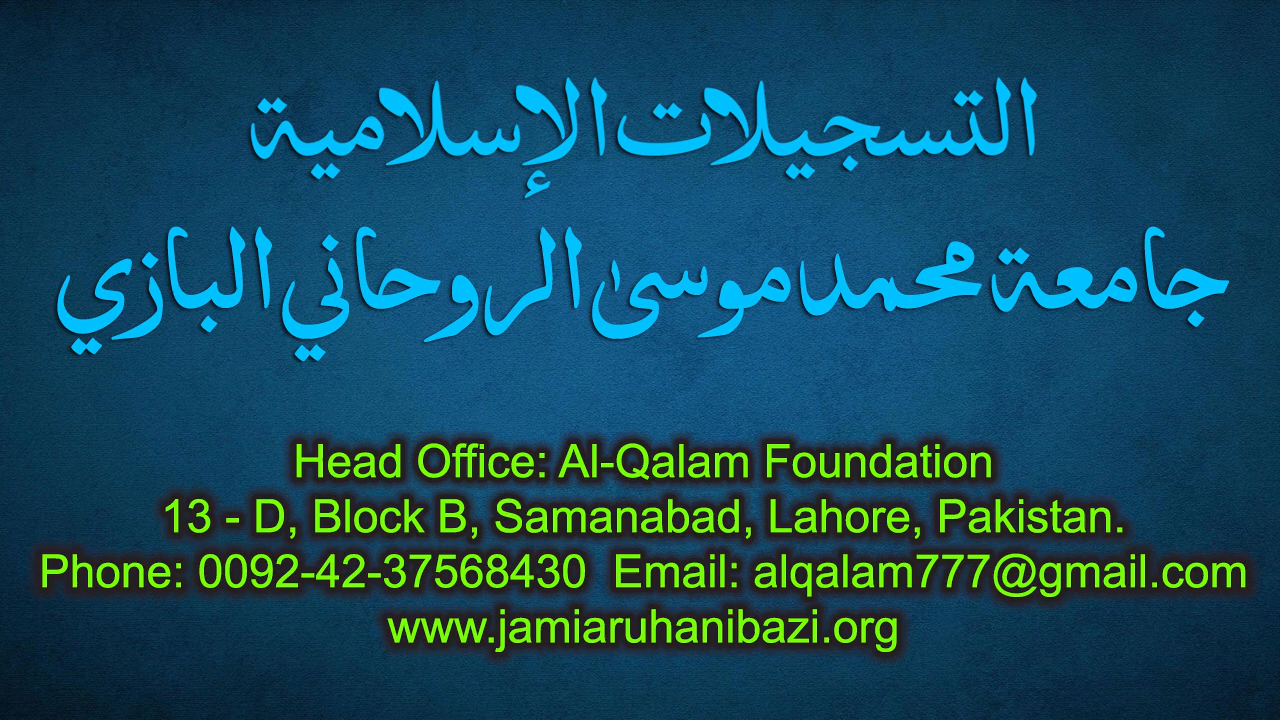 التسجيلات الإسلامية
جامعة محمد موسىٰ الروحاني البازي
Head Office: Al-Qalam Foundation
13 - D, Block B, Samanabad, Lahore, Pakistan.
Phone: 0092-42-37568430  Email: alqalam777@gmail.com
www.jamiaruhanibazi.org